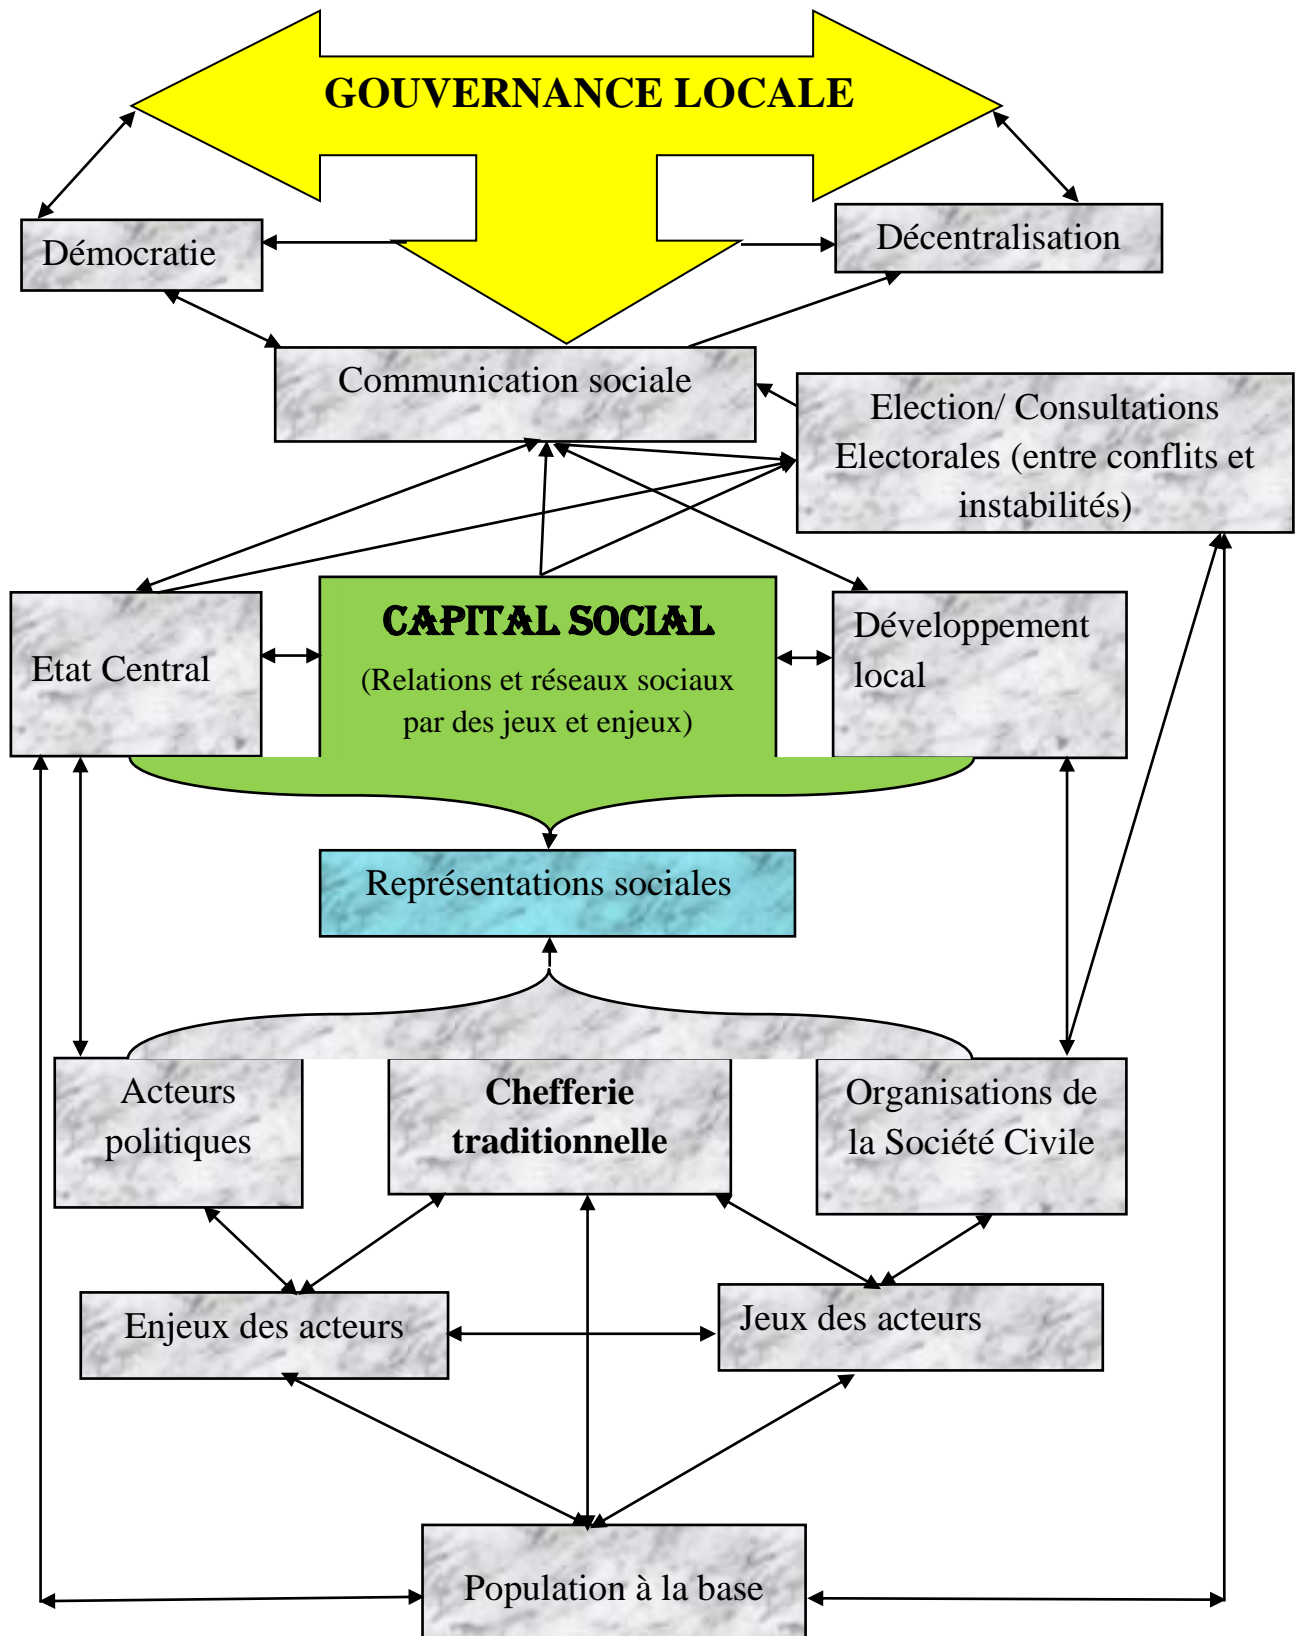 GOUVERNANCE LOCALE
Démocratie
Décentralisation
Communication sociale
Election/ Consultations
Electorales (entre conflits et
instabilités)
Etat Central
CAPITAL SOCIAL
(Relations et réseaux sociaux
par des jeux et enjeux)
Développement
local
Représentations sociales
Acteurs
politiques
Chefferie
traditionnelle
Organisations de
la Société Civile
Enjeux des acteurs
Jeux des acteurs
Population à la base